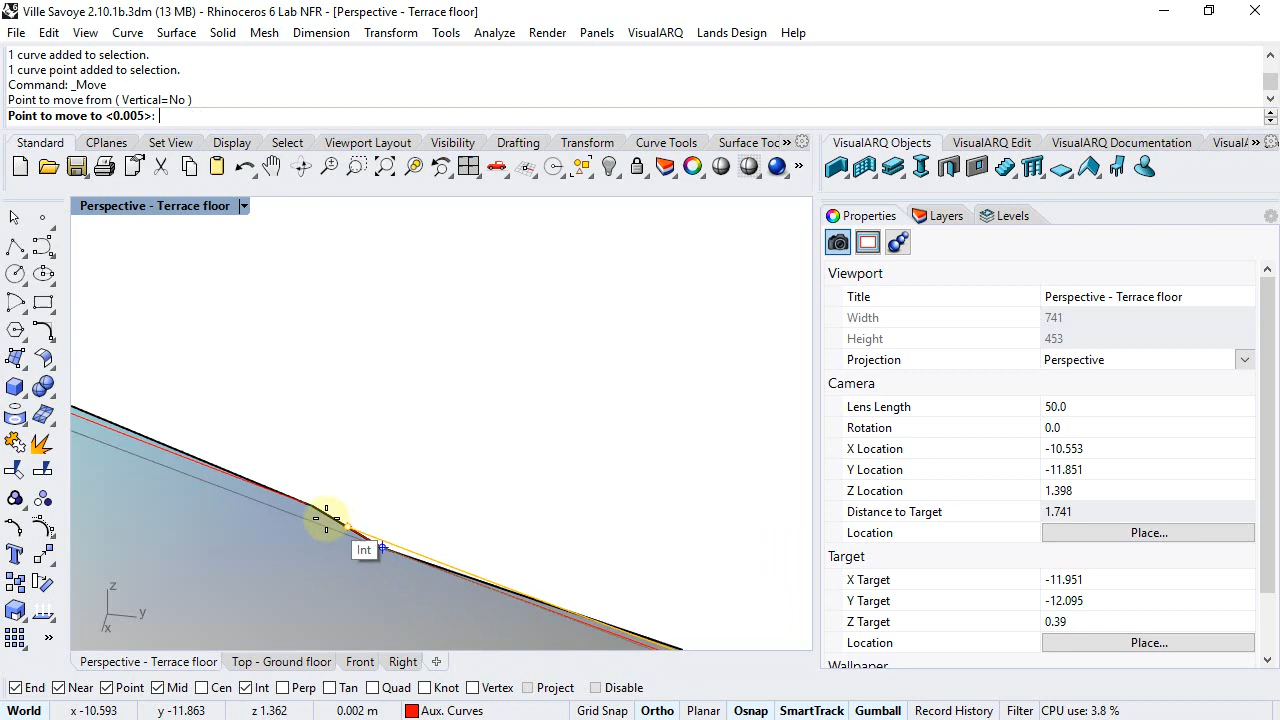 Ville Savoye 2.10.1b.3dm (13 MB) - Rhinoceros 6 Lab NFR - [Perspective - Terrace floor]
File Edit View Curve Surface Solid Mesh Dimension Transform Tools Analyze Render Panels VisualARQ Lands Design Help
1 curve added to selection.
1 curve point added to selection.
Command: _Move
Point to move from ( Vertical=No )
Point to move to <0.005>:
Standard CPlanes Set View Display Select Viewport Layout Visibility Drafting Transform Curve Tools Surface Toc »
VisualARQ Objects VisualARQ Edit VisualARQ Documentation VisualA »
»
Perspective - Terrace floor
Properties Layers Levels
Viewport
Title Perspective - Terrace floor
Width 741
Height 453
Projection Perspective
Camera
Lens Length 50.0
Rotation 0.0
X Location -10.553
Y Location -11.851
Z Location 1.398
Distance to Target 1.741
Location Place...
Target
X Target -11.951
Y Target -12.095
Z Target 0.39
Location Place...
Wallpaper
Int
z
y
x
»
Perspective - Terrace floor Top - Ground floor Front Right
End Near Point Mid Cen Int Perp Tan Quad Knot Vertex Project Disable
World x -10.593 y -11.863 z 1.362 0.002 m Aux. Curves Grid Snap Ortho Planar Osnap SmartTrack Gumball Record History Filter CPU use: 3.8 %